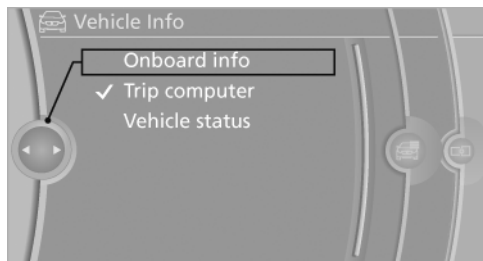 Vehicle Info
Onboard info
Trip computer
Vehicle status